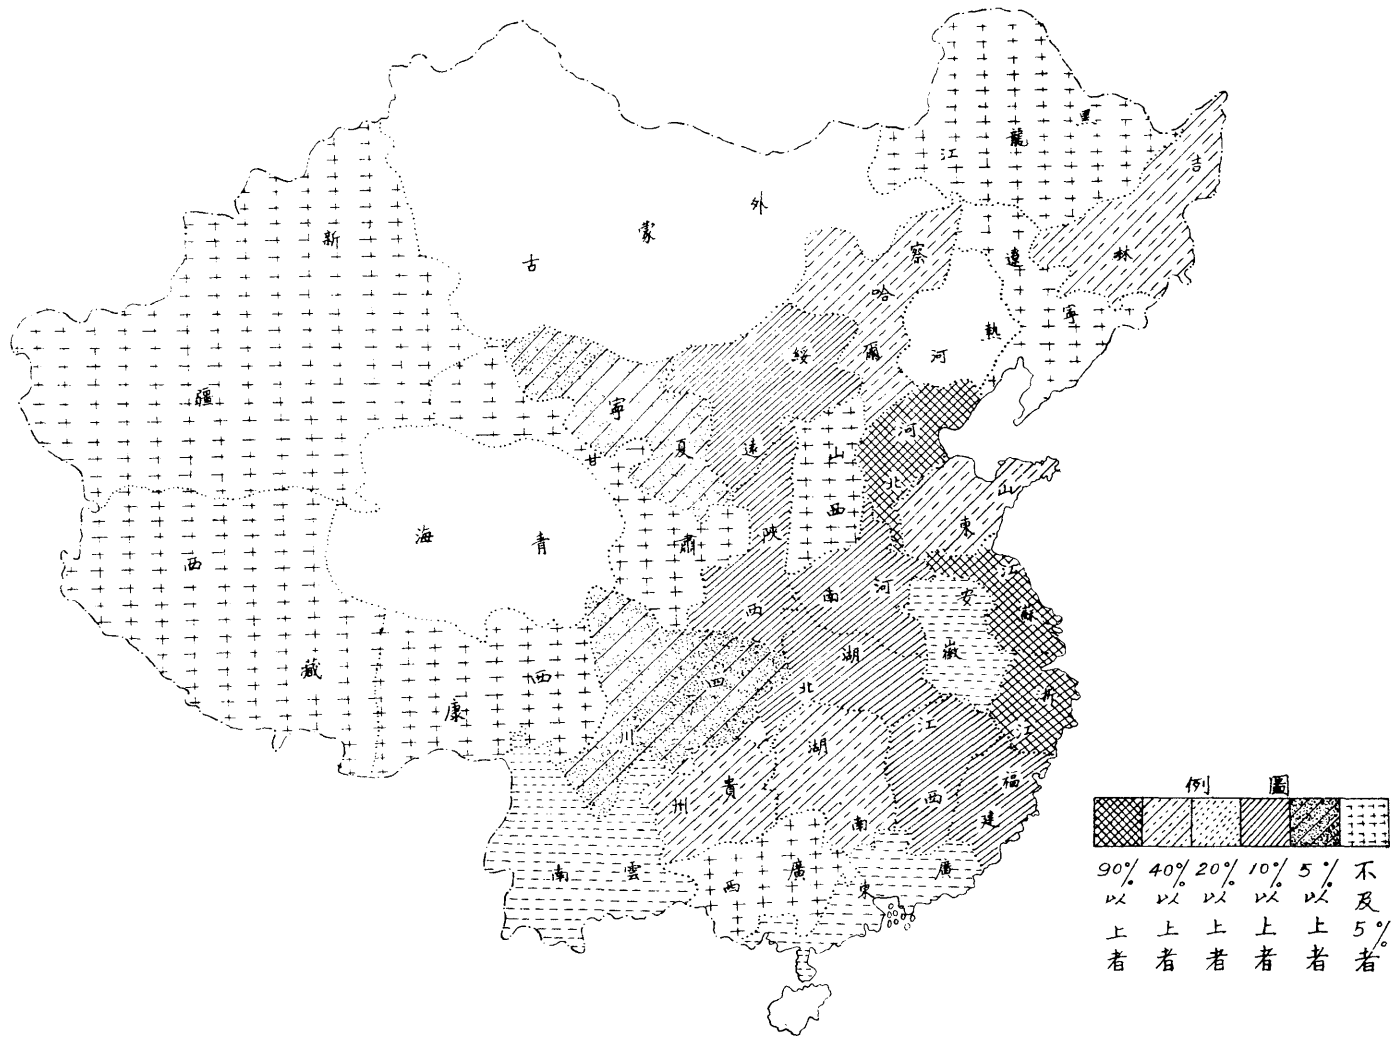 黑龍江
吉林
遼寧
外蒙古
新疆
察哈爾
熱河
綏遠
寧夏
甘肅
青海
西藏
西康
山西
河北
山東
陝西
河南
江蘇
安徽
四川
湖北
浙江
湖南
江西
福建
貴州
雲南
廣西
廣東
圖例
90%以上者
40%以上者
20%以上者
10%以上者
5%以上者
不及5%者